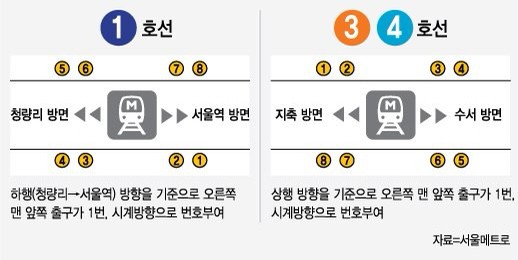 1 호선
⑤ ⑥ ⑦ ⑧
청량리 방면 M 서울역 방면
④ ③ ② ①
하행(청량리→서울역) 방향을 기준으로 오른쪽
맨 앞쪽 출구가 1번, 시계방향으로 번호부여
3 4 호선
① ② ③ ④
지축 방면 M 수서 방면
⑧ ⑦ ⑥ ⑤
상행 방향을 기준으로 오른쪽 맨 앞쪽 출구가 1번,
시계방향으로 번호부여
자료=서울메트로